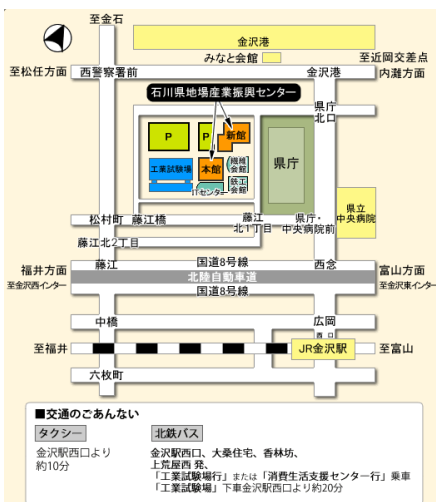 至金石
金沢港
みなと会館
至近岡交差点
至松任方面
西警察署前
金沢港
内灘方面
石川県地場産業振興センター
県庁
北口
P
P
新館
県庁
工業試験場
本館
繊維
会館
鉄工
会館
ITセンター
県立
中央病院
松村町
藤江橋
藤江
北1丁目
県庁・
中央病院前
藤江北2丁目
福井方面
藤江
国道8号線
西念
富山方面
至金沢西インター
北陸自動車道
至金沢東インター
国道8号線
中橋
広岡
西口
至福井
JR金沢駅
至富山
六枚町
■交通のごあんない
タクシー
北鉄バス
金沢駅西口より
約10分
金沢駅西口、大桑住宅、香林坊、
上荒屋西 発、
「工業試験場行」または「消費生活支援センター行」乗車
「工業試験場」下車金沢駅西口より約20分